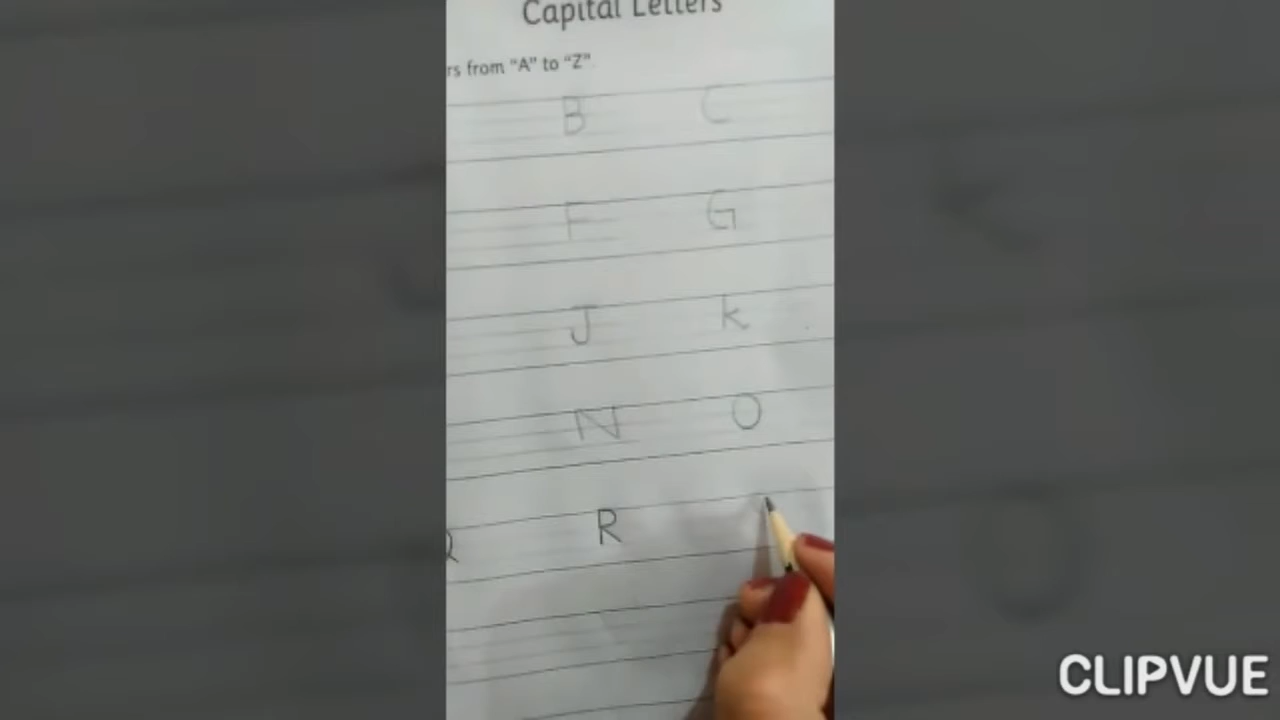 Capital Letters
rs from “A” to “Z”
B C
F G
J k
N O
R
CLIPVUE